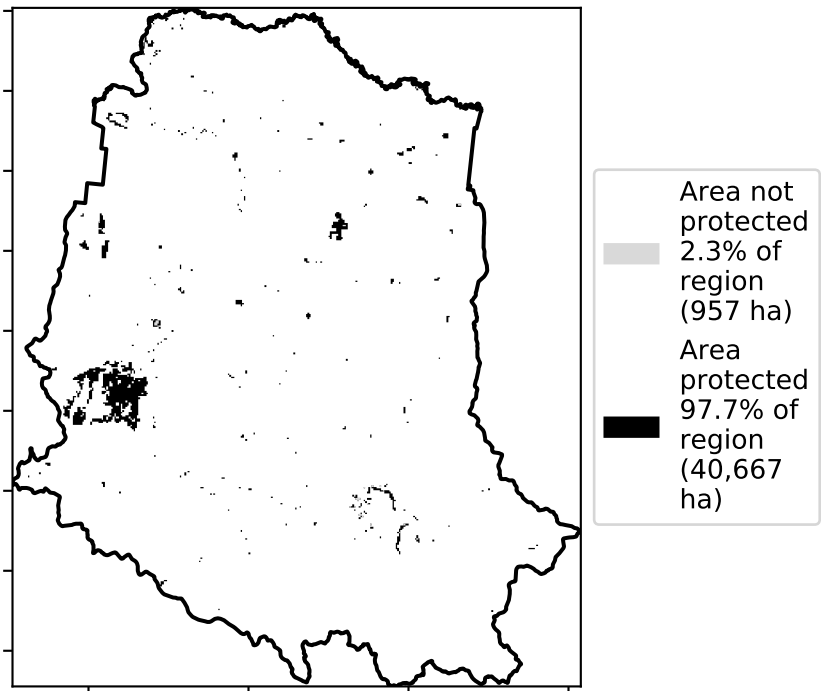 Area not
protected
2.3% of
region
(957 ha)
Area
protected
97.7% of
region
(40,667
ha)